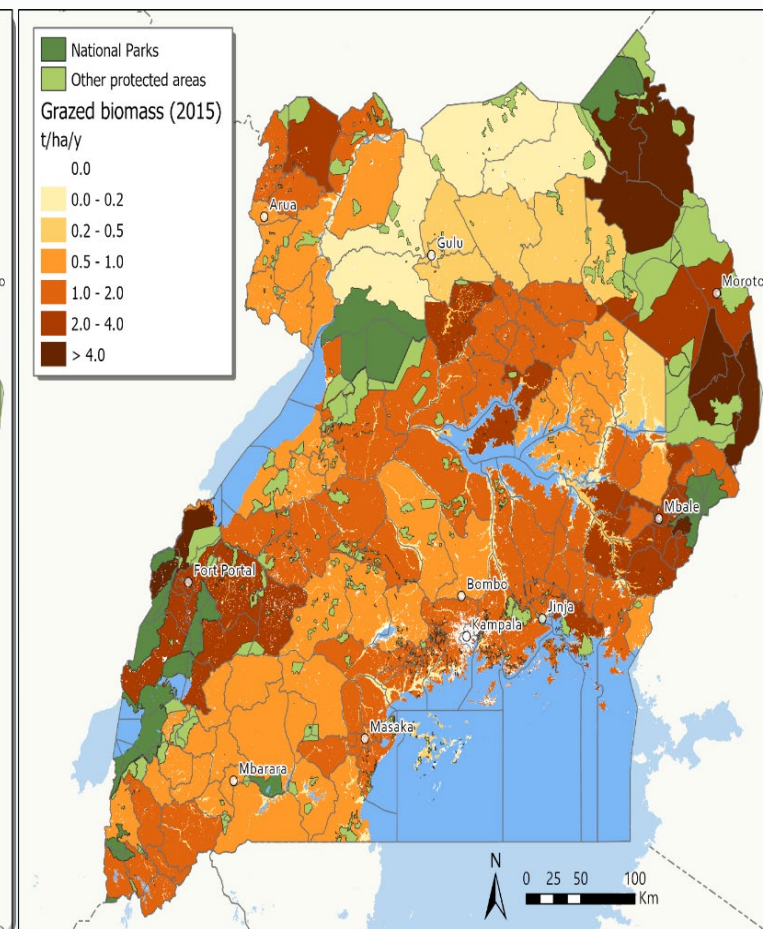 National Parks
Other protected areas
Grazed biomass (2015)
t/ha/y
0.0
0.0 - 0.2
0.2 - 0.5
0.5 - 1.0
1.0 - 2.0
2.0 - 4.0
> 4.0
Arua
Gulu
Moroto
Mbale
Fort Portal
Bombo
Jinja
Kampala
Masaka
Mbarara
N
0 25 50 100
Km